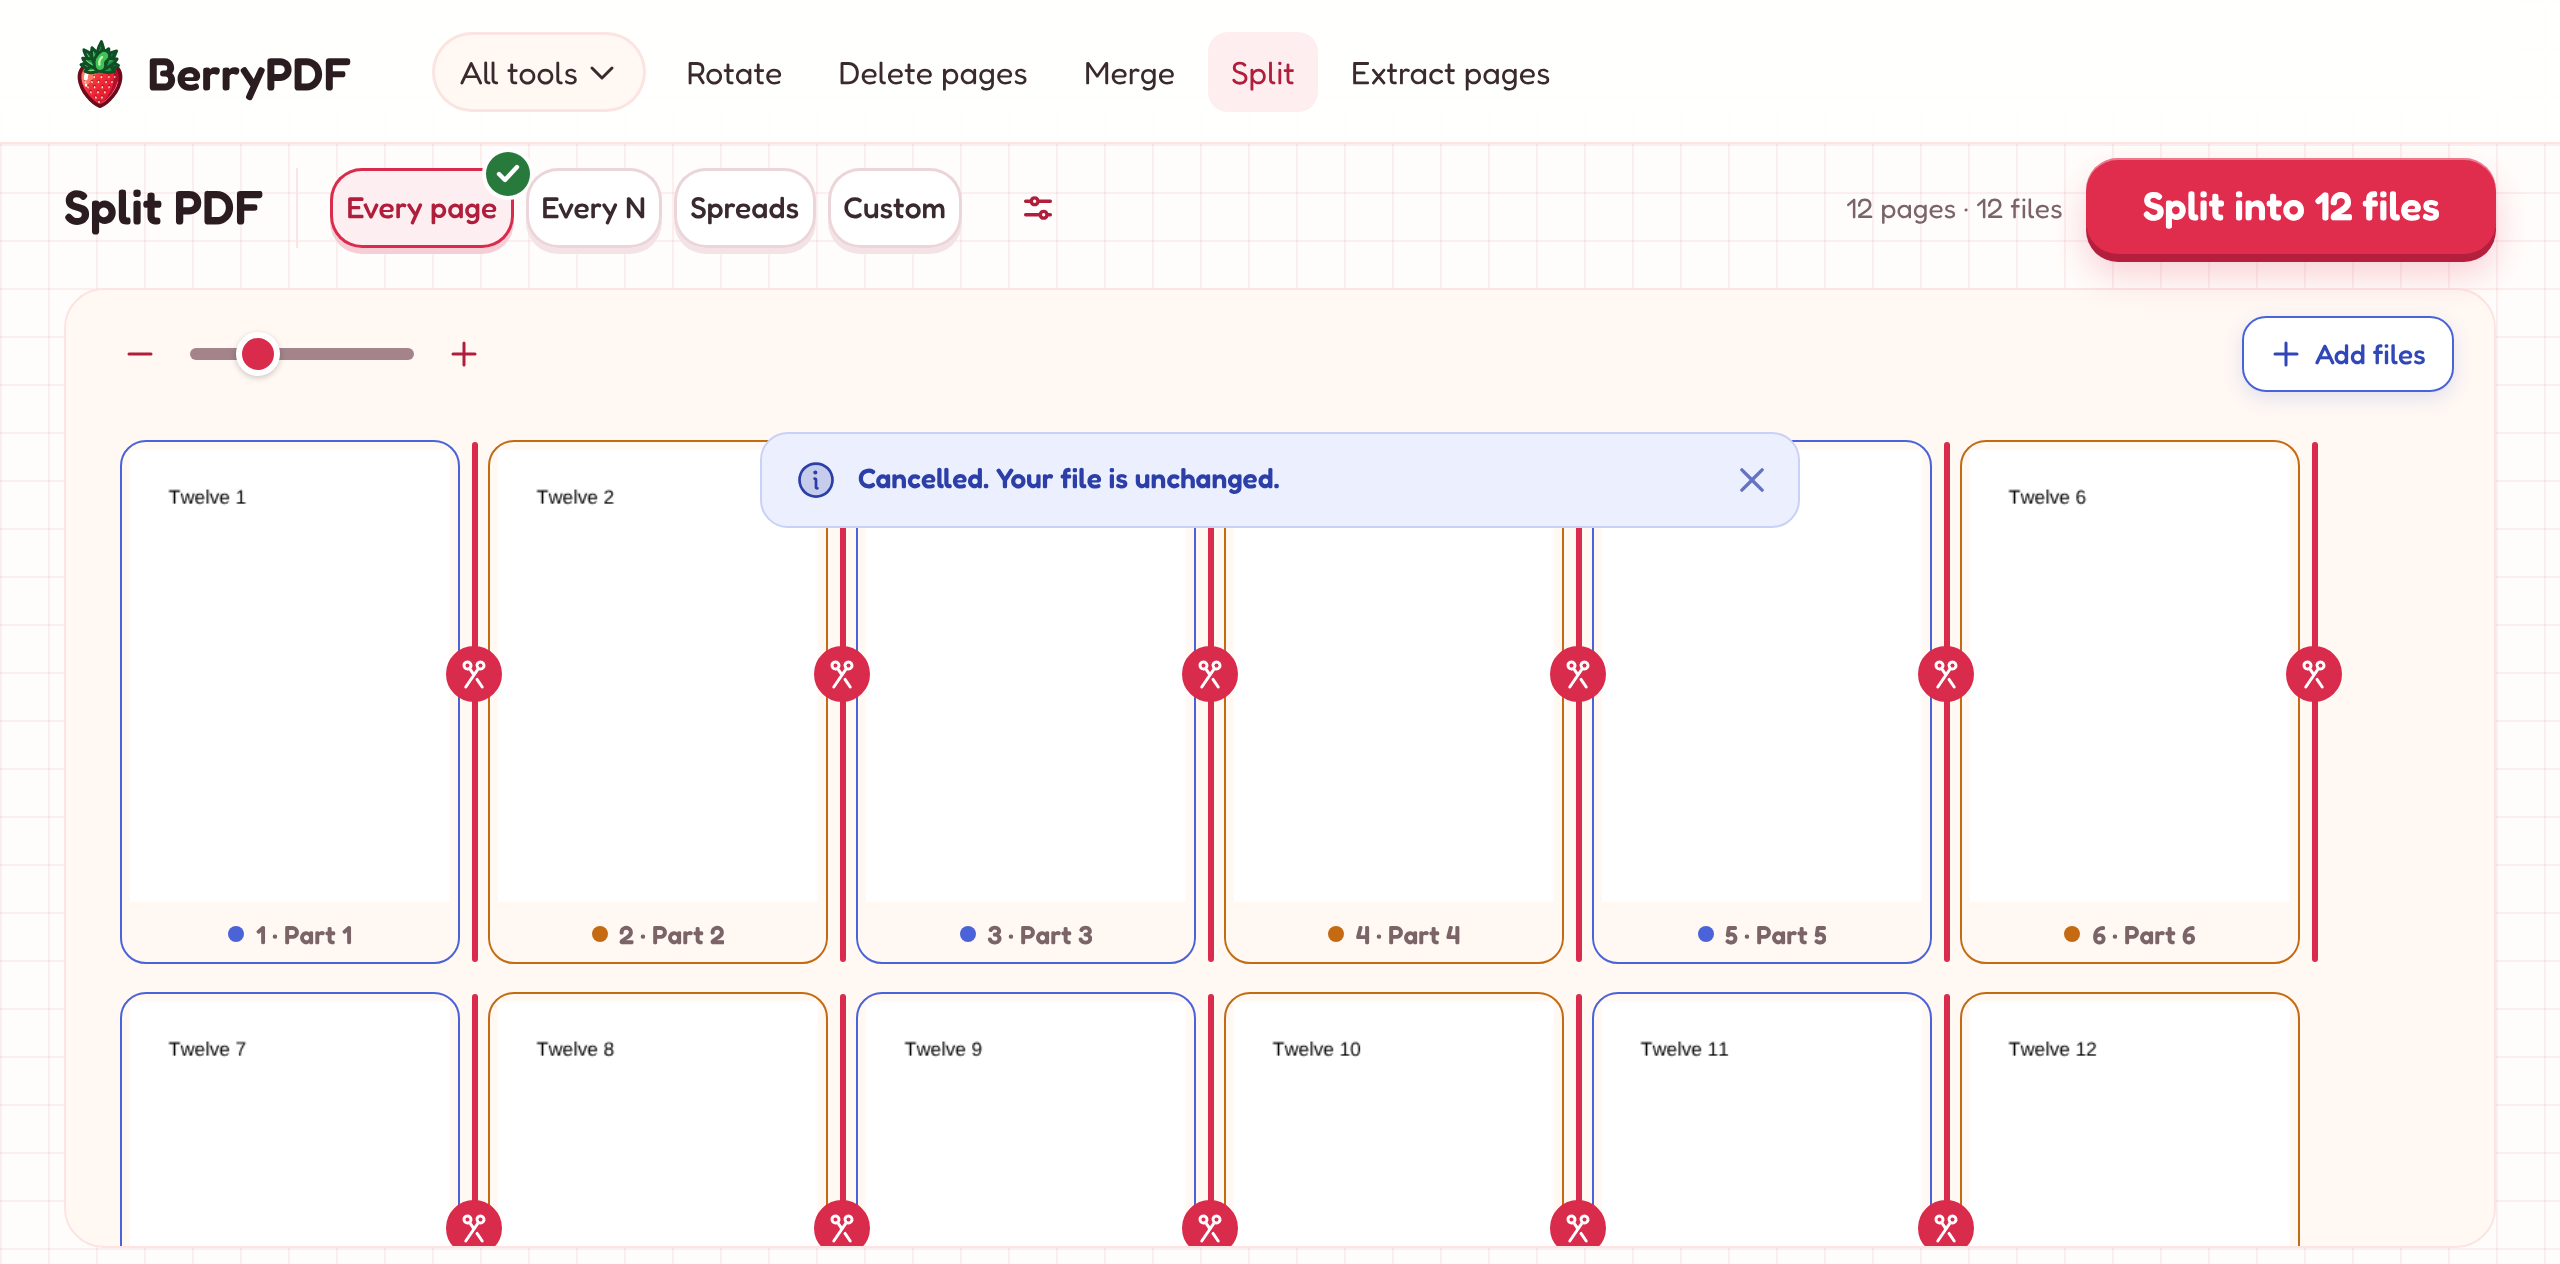 BerryPDF
All tools
Rotate
Delete pages
Merge
Split
Extract pages
Split PDF
Every page
Every N
Spreads
Custom
12 pages · 12 files
Split into 12 files
Add files
Cancelled. Your file is unchanged.
Twelve 1
Twelve 2
Twelve 6
1 · Part 1
2 · Part 2
3 · Part 3
4 · Part 4
5 · Part 5
6 · Part 6
Twelve 7
Twelve 8
Twelve 9
Twelve 10
Twelve 11
Twelve 12